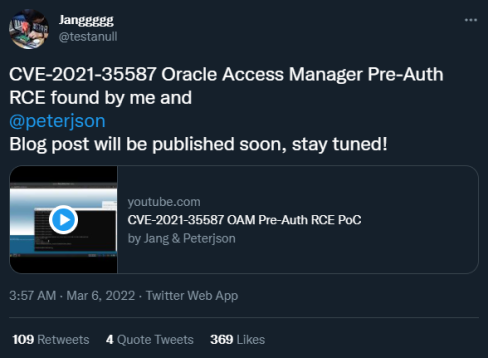 Janggggg
@testanull
CVE-2021-35587 Oracle Access Manager Pre-Auth
RCE found by me and
@peterjson
Blog post will be published soon, stay tuned!
youtube.com
CVE-2021-35587 OAM Pre-Auth RCE PoC
by Jang & Peterjson
3:57 AM · Mar 6, 2022 · Twitter Web App
109 Retweets 4 Quote Tweets 369 Likes